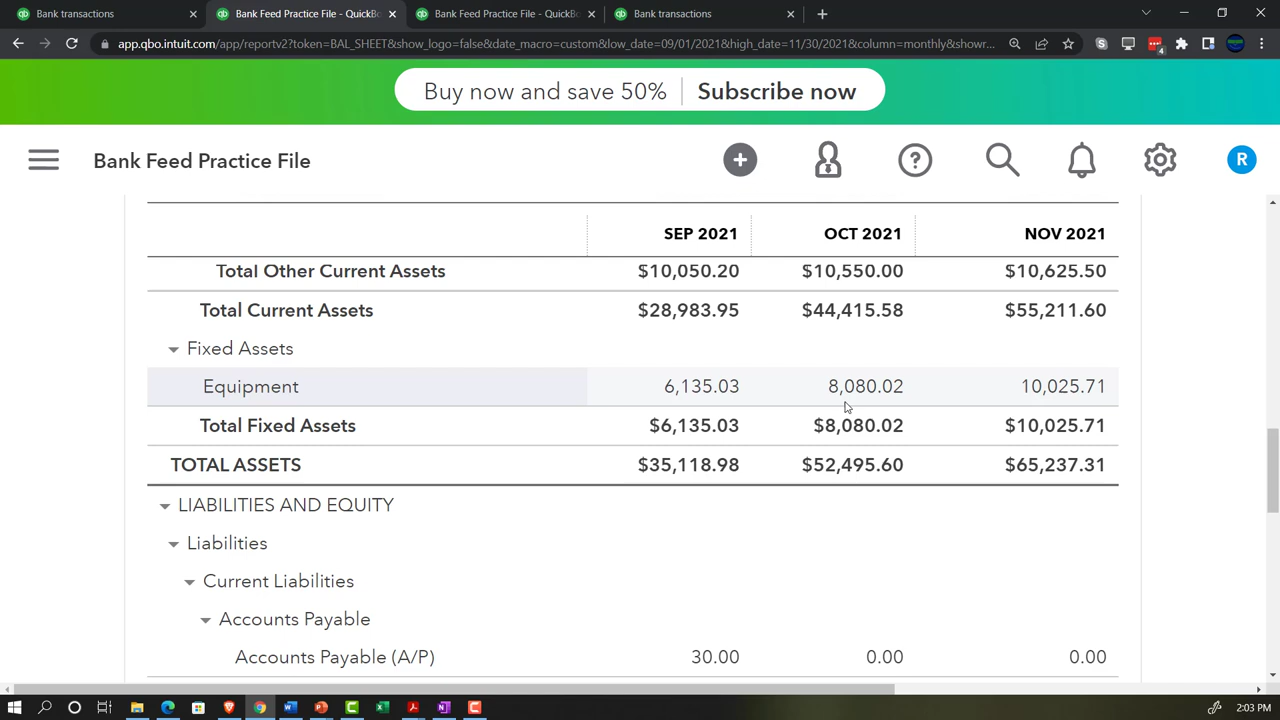 Bank transactions
Bank Feed Practice File - QuickBo
Bank Feed Practice File - QuickB
Bank transactions
app.qbo.intuit.com/app/reportv2?token=BAL_SHEET&show_logo=false&date_macro=custom&low_date=09/01/2021&high_date=11/30/2021&column=monthly&showr...
4
Buy now and save 50% Subscribe now
Bank Feed Practice File
R
SEP 2021 OCT 2021 NOV 2021
Total Other Current Assets $10,050.20 $10,550.00 $10,625.50
Total Current Assets $28,983.95 $44,415.58 $55,211.60
Fixed Assets
Equipment 6,135.03 8,080.02 10,025.71
Total Fixed Assets $6,135.03 $8,080.02 $10,025.71
TOTAL ASSETS $35,118.98 $52,495.60 $65,237.31
LIABILITIES AND EQUITY
Liabilities
Current Liabilities
Accounts Payable
Accounts Payable (A/P) 30.00 0.00 0.00
2:03 PM